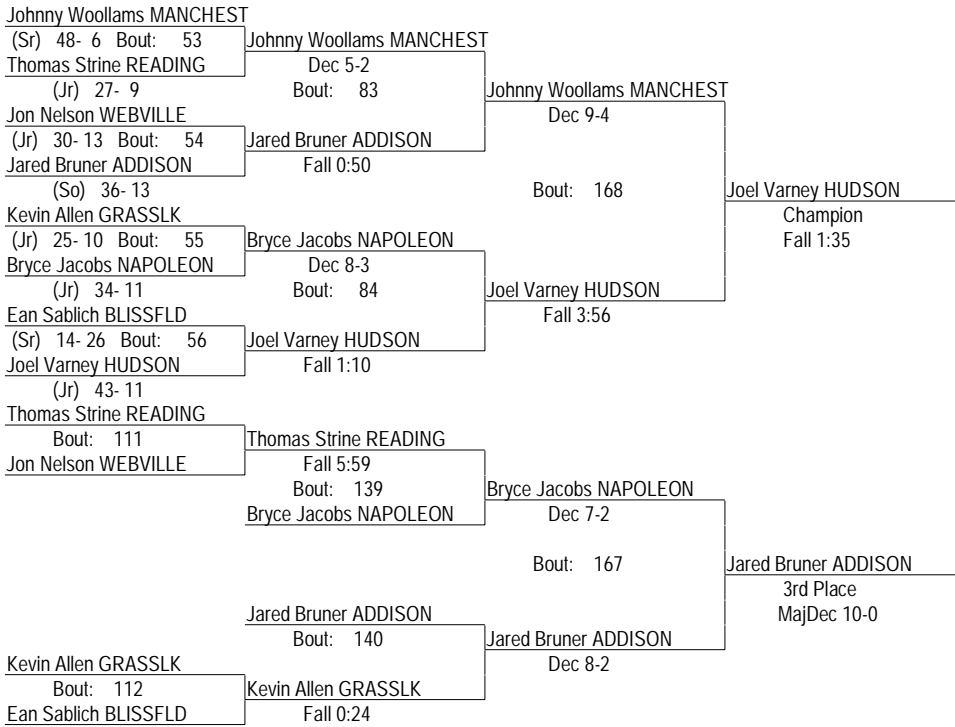 Johnny Woollams MANCHEST
(Sr) 48- 6 Bout: 53 Johnny Woollams MANCHEST
Thomas Strine READING Dec 5-2
(Jr) 27- 9 Bout: 83 Johnny Woollams MANCHEST
Jon Nelson WEBVILLE Dec 9-4
(Jr) 30- 13 Bout: 54 Jared Bruner ADDISON
Jared Bruner ADDISON Fall 0:50
(So) 36- 13 Bout: 168 Joel Varney HUDSON
Kevin Allen GRASSLK Champion
(Jr) 25- 10 Bout: 55 Bryce Jacobs NAPOLEON Fall 1:35
Bryce Jacobs NAPOLEON Dec 8-3
(Jr) 34- 11 Bout: 84 Joel Varney HUDSON
Ean Sablich BLISSFLD Fall 3:56
(Sr) 14- 26 Bout: 56 Joel Varney HUDSON
Joel Varney HUDSON Fall 1:10
(Jr) 43- 11
Thomas Strine READING
Bout: 111 Thomas Strine READING
Jon Nelson WEBVILLE Fall 5:59
Bout: 139 Bryce Jacobs NAPOLEON
Bryce Jacobs NAPOLEON Dec 7-2
Bout: 167 Jared Bruner ADDISON
3rd Place
Jared Bruner ADDISON MajDec 10-0
Bout: 140 Jared Bruner ADDISON
Kevin Allen GRASSLK Dec 8-2
Bout: 112 Kevin Allen GRASSLK
Ean Sablich BLISSFLD Fall 0:24